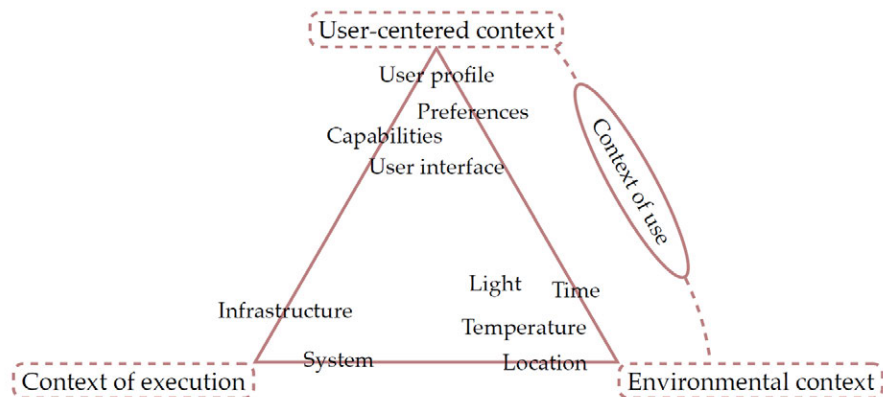 User-centered context
User profile
Preferences
Capabilities
User interface
Context of use
Light
Time
Infrastructure
Temperature
System
Location
Context of execution
Environmental context